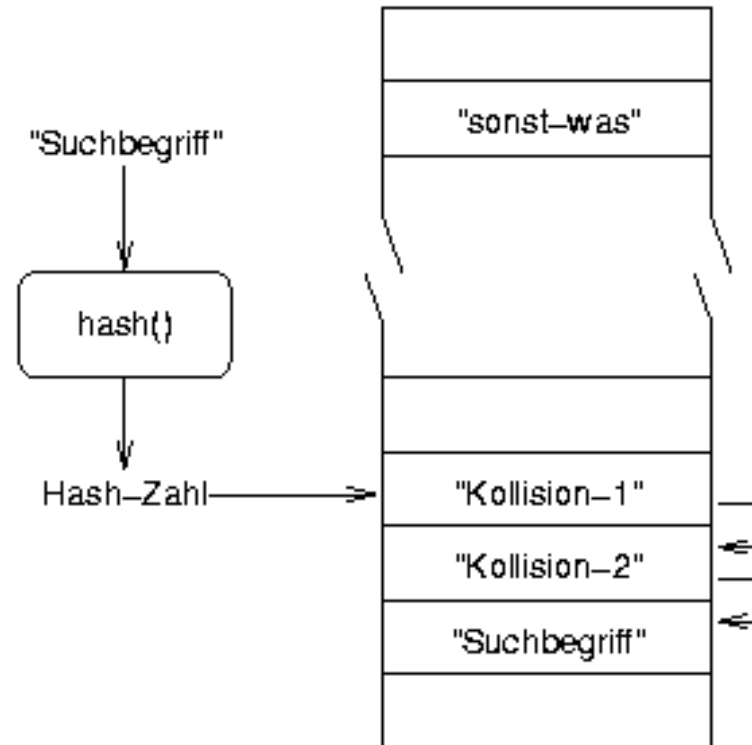 "sonst–was"
"Suchbegriff"
hash()
Hash–Zahl
"Kollision–1"
"Kollision–2"
"Suchbegriff"